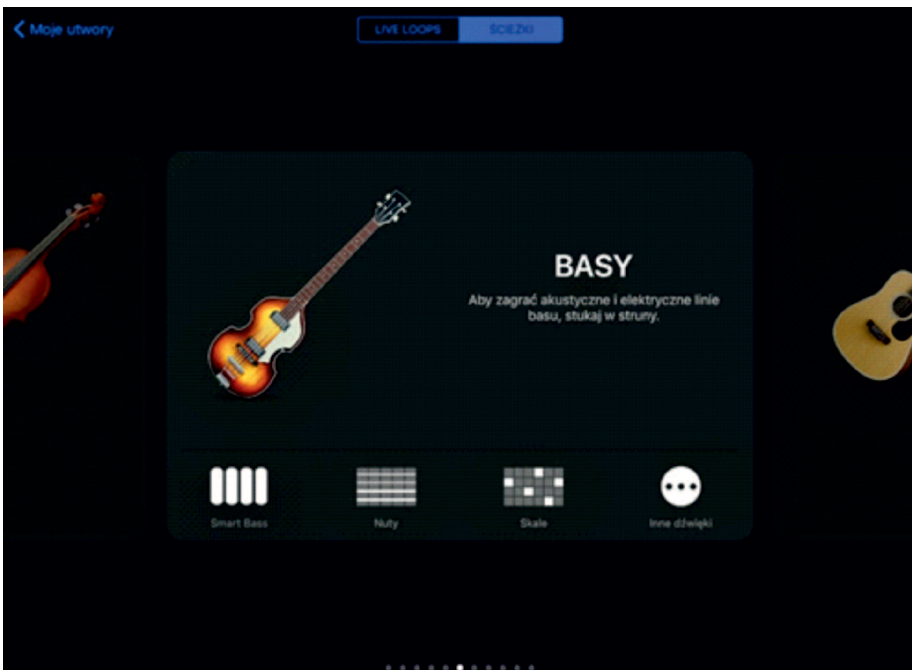 Moje utwory
LIVE LOOPS
ŚCIEŻKI
BASY
Aby zagrać akustyczne i elektryczne linie
basu, stukaj w struny.
Smart Bass
Nuty
Skale
Inne dźwięki